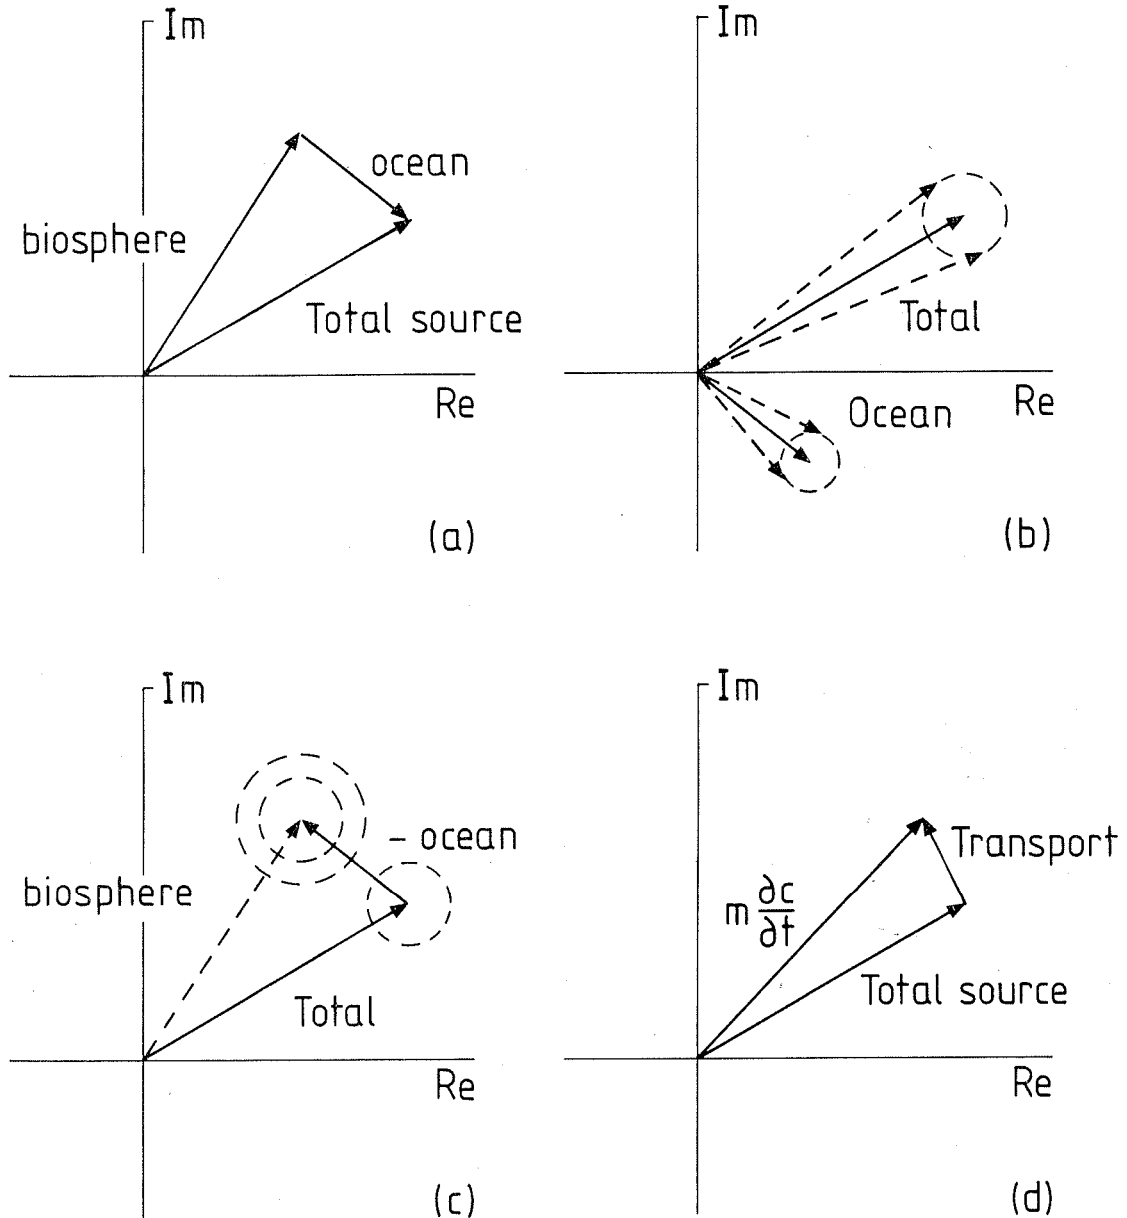 Im
ocean
biosphere
Total source
Re
(a)
Im
Total
Ocean
Re
(b)
Im
- ocean
biosphere
Total
Re
(c)
Im
Transport
m ∂c/∂t
Total source
Re
(d)